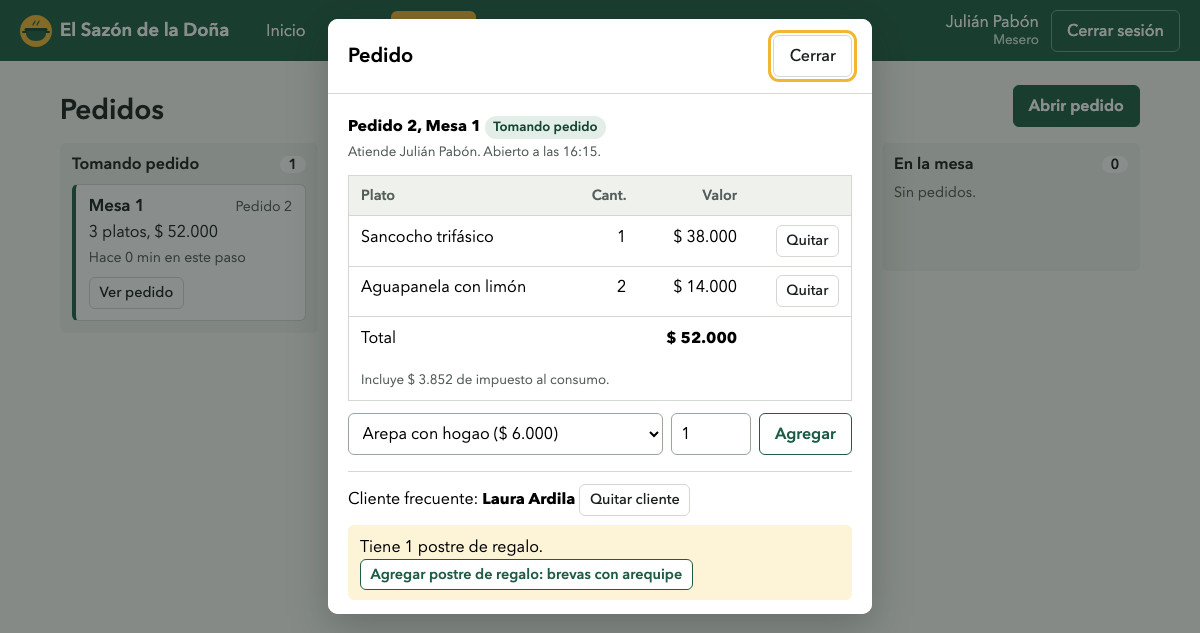 El Sazón de la Doña
Inicio
Julián Pabón
Mesero
Cerrar sesión
Pedidos
Abrir pedido
Tomando pedido 1
Mesa 1 Pedido 2
3 platos, $ 52.000
Hace 0 min en este paso
Ver pedido
En la mesa 0
Sin pedidos.
Pedido
Cerrar
Pedido 2, Mesa 1 Tomando pedido
Atiende Julián Pabón. Abierto a las 16:15.
Plato Cant. Valor
Sancocho trifásico 1 $ 38.000 Quitar
Aguapanela con limón 2 $ 14.000 Quitar
Total $ 52.000
Incluye $ 3.852 de impuesto al consumo.
Arepa con hogao ($ 6.000) 1 Agregar
Cliente frecuente: Laura Ardila Quitar cliente
Tiene 1 postre de regalo.
Agregar postre de regalo: brevas con arequipe